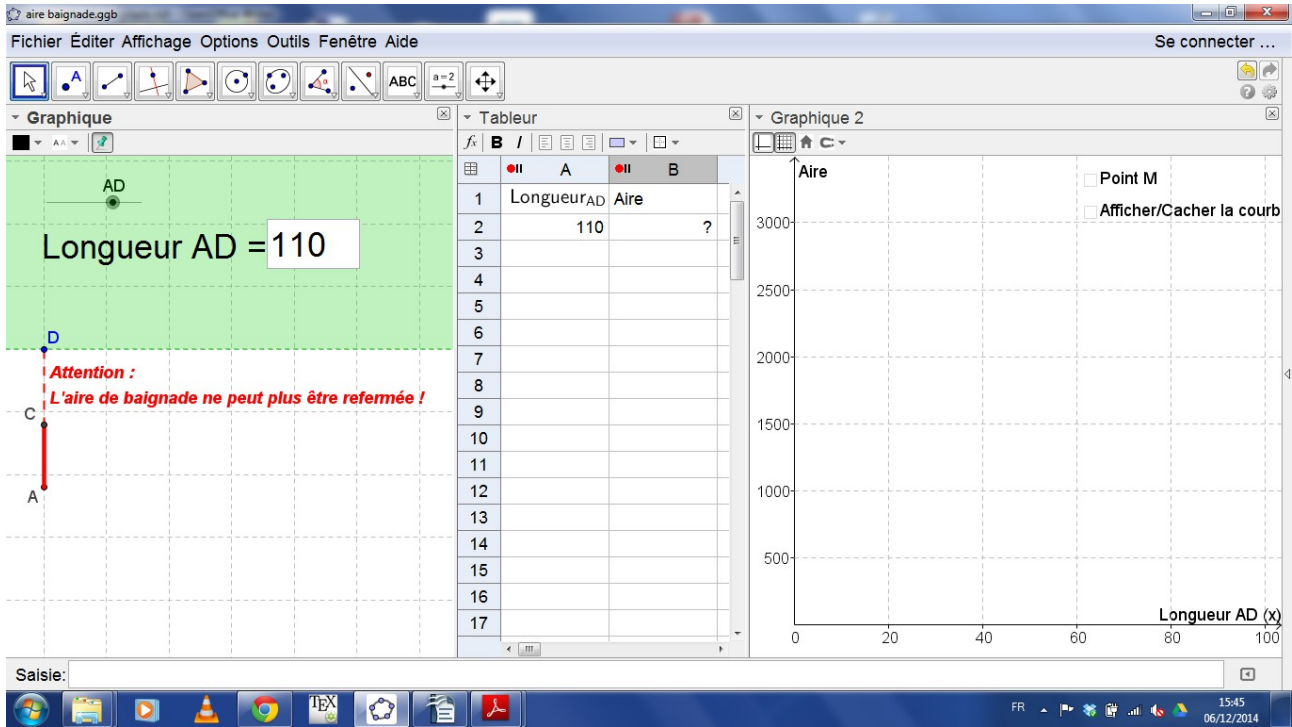 aire baignade.ggb
Fichier Éditer Affichage Options Outils Fenêtre Aide
Se connecter ...
A
ABC
a=2
Graphique
Tableur
Graphique 2
A A
fx B I
A B
AD
Longueur AD = 110
D
Attention :
L'aire de baignade ne peut plus être refermée !
C
A
1 LongueurAD Aire
2 110 ?
3
4
5
6
7
8
9
10
11
12
13
14
15
16
17
Aire
Point M
Afficher/Cacher la courb
3000
2500
2000
1500
1000
500
Longueur AD (x)
0 20 40 60 80 100
Saisie:
TEX
FR
15:45
06/12/2014